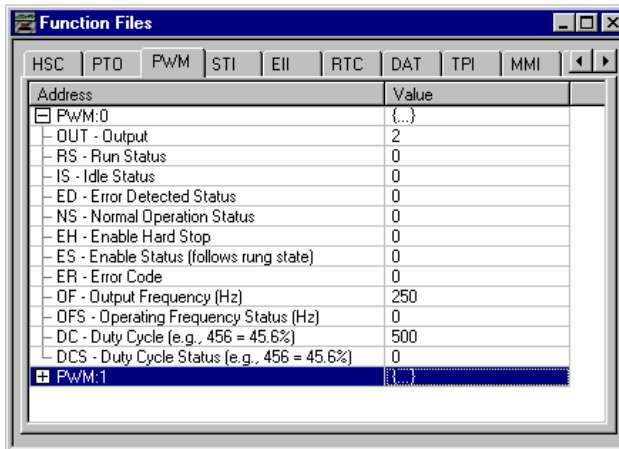 Function Files
HSC PTO PWM STI EII RTC DAT TPI MMI
Address Value
PWM:0 {...}
OUT - Output 2
RS - Run Status 0
IS - Idle Status 0
ED - Error Detected Status 0
NS - Normal Operation Status 0
EH - Enable Hard Stop 0
ES - Enable Status (follows rung state) 0
ER - Error Code 0
OF - Output Frequency (Hz) 250
OFS - Operating Frequency Status (Hz) 0
DC - Duty Cycle (e.g., 456 = 45.6%) 500
DCS - Duty Cycle Status (e.g., 456 = 45.6%) 0
PWM:1 {...}